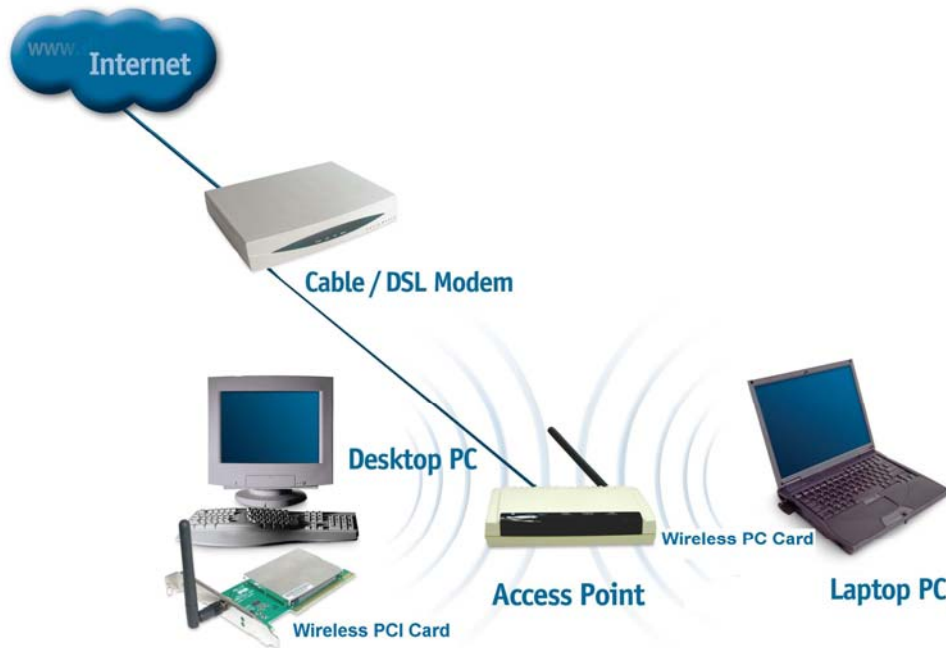 www.
Internet
Cable / DSL Modem
Desktop PC
Wireless PC Card
Access Point
Laptop PC
Wireless PCI Card